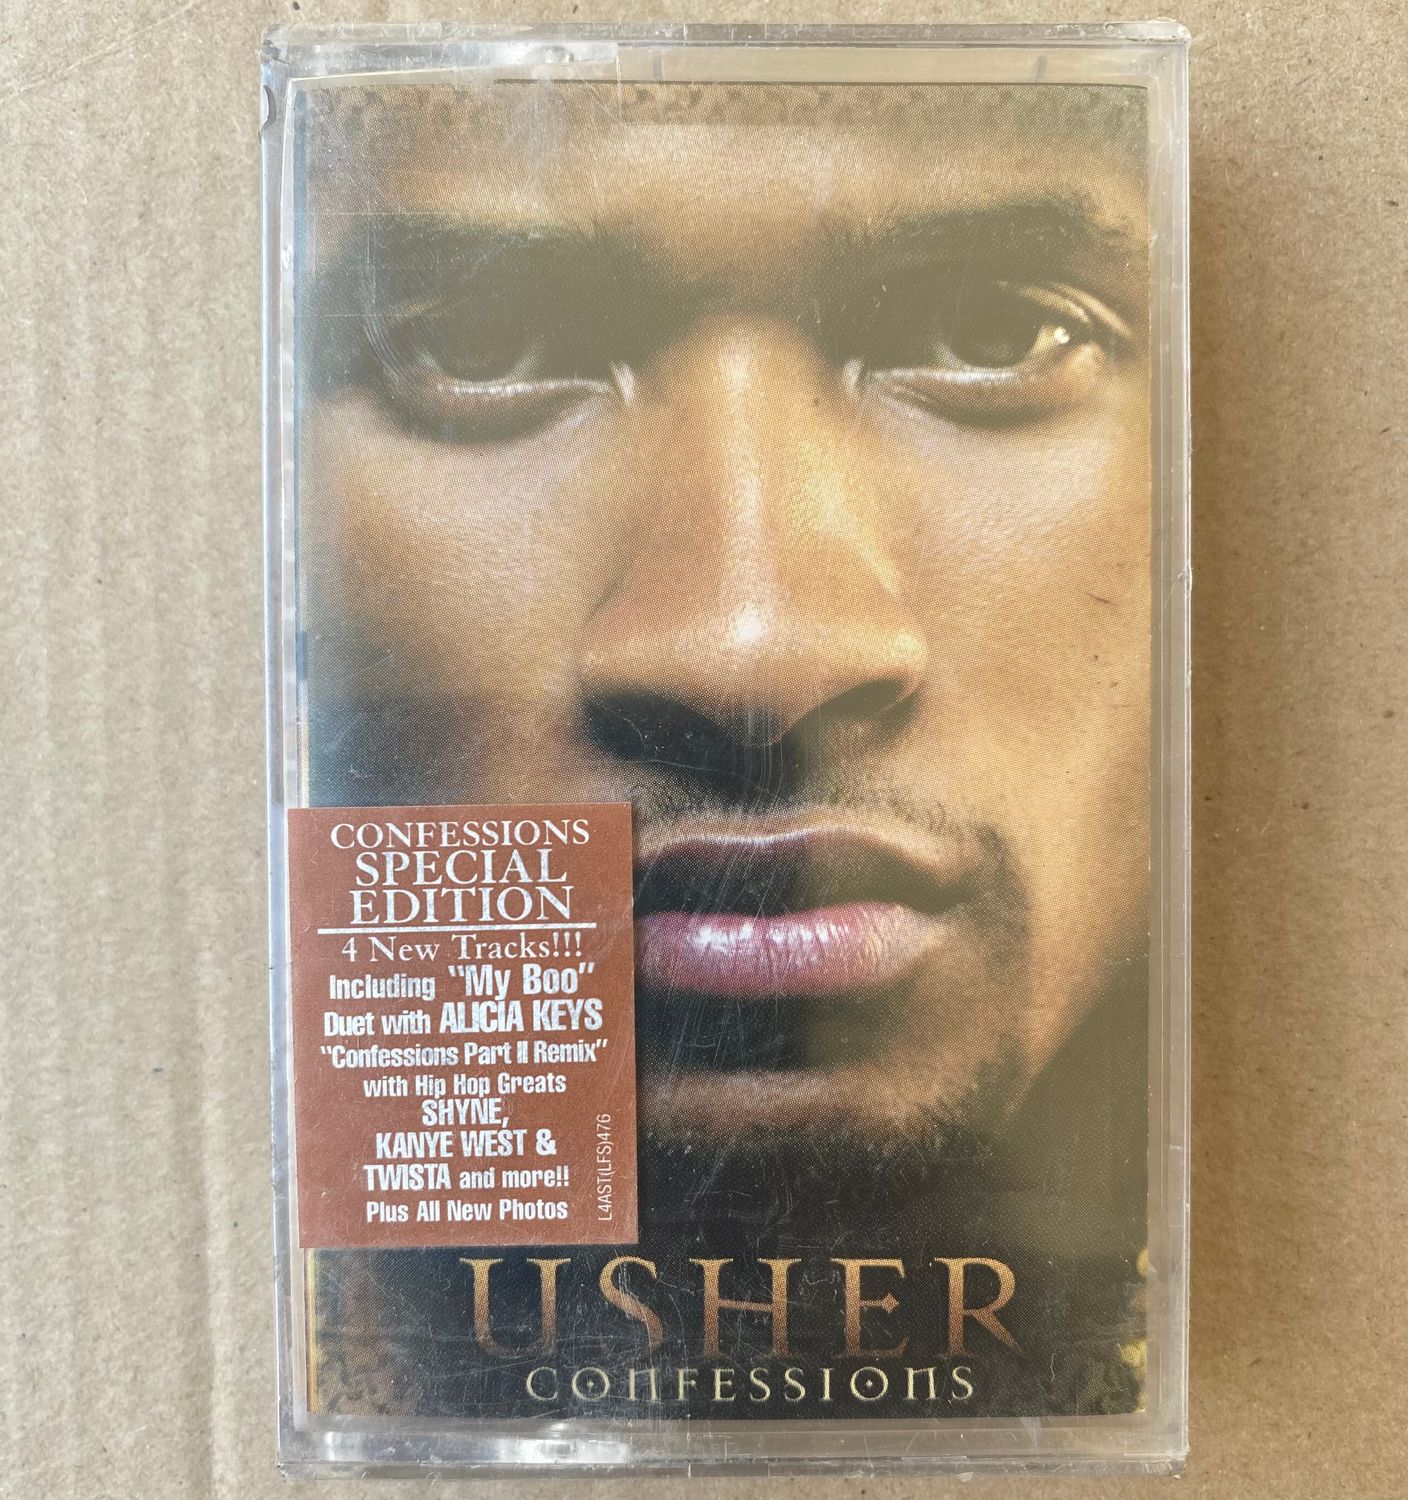 CONFESSIONS
SPECIAL
EDITION
4 New Tracks!!!
Including "My Boo"
Duet with ALICIA KEYS
"Confessions Part II Remix"
with Hip Hop Greats
SHYNE,
KANYE WEST &
TWISTA and more!!
Plus All New Photos
L4AST(LFS)476
USHER
CONFESSIONS